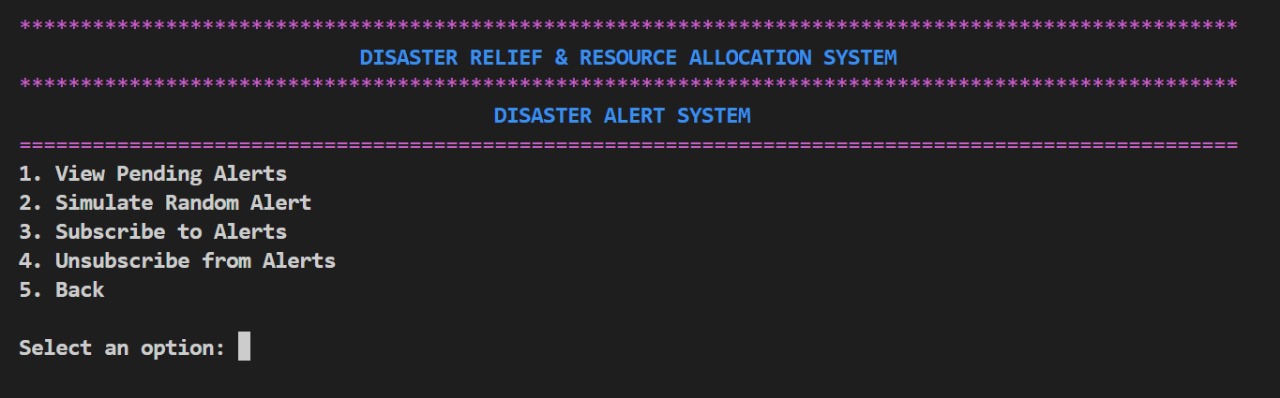 ****************************************************************************************************
DISASTER RELIEF & RESOURCE ALLOCATION SYSTEM
****************************************************************************************************
DISASTER ALERT SYSTEM
====================================================================================================
1. View Pending Alerts
2. Simulate Random Alert
3. Subscribe to Alerts
4. Unsubscribe from Alerts
5. Back
Select an option: